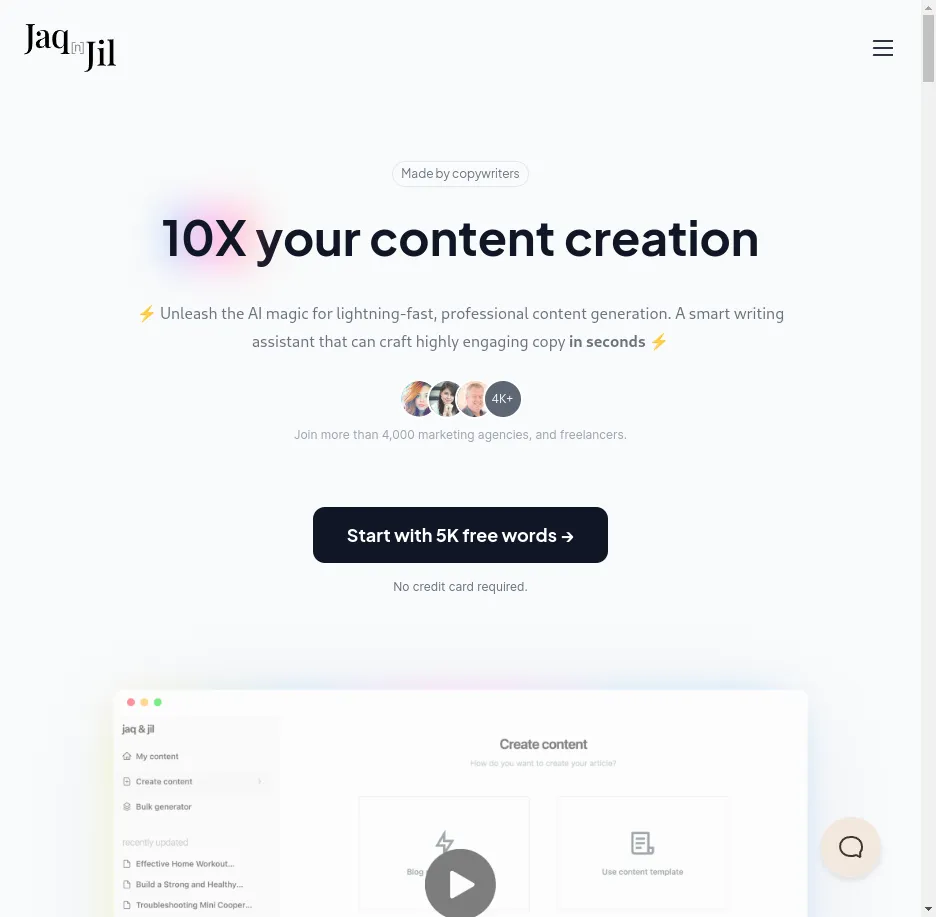 Jaq [n] Jil
Made by copywriters
10X your content creation
⚡ Unleash the AI magic for lightning-fast, professional content generation. A smart writing
assistant that can craft highly engaging copy in seconds ⚡
4K+
Join more than 4,000 marketing agencies, and freelancers.
Start with 5K free words →
No credit card required.
jaq & jil
My content
Create content
Bulk generator
recently updated
Effective Home Workout...
Build a Strong and Healthy...
Troubleshooting Mini Cooper...
Create content
How do you want to create your article?
Blog
Use content template